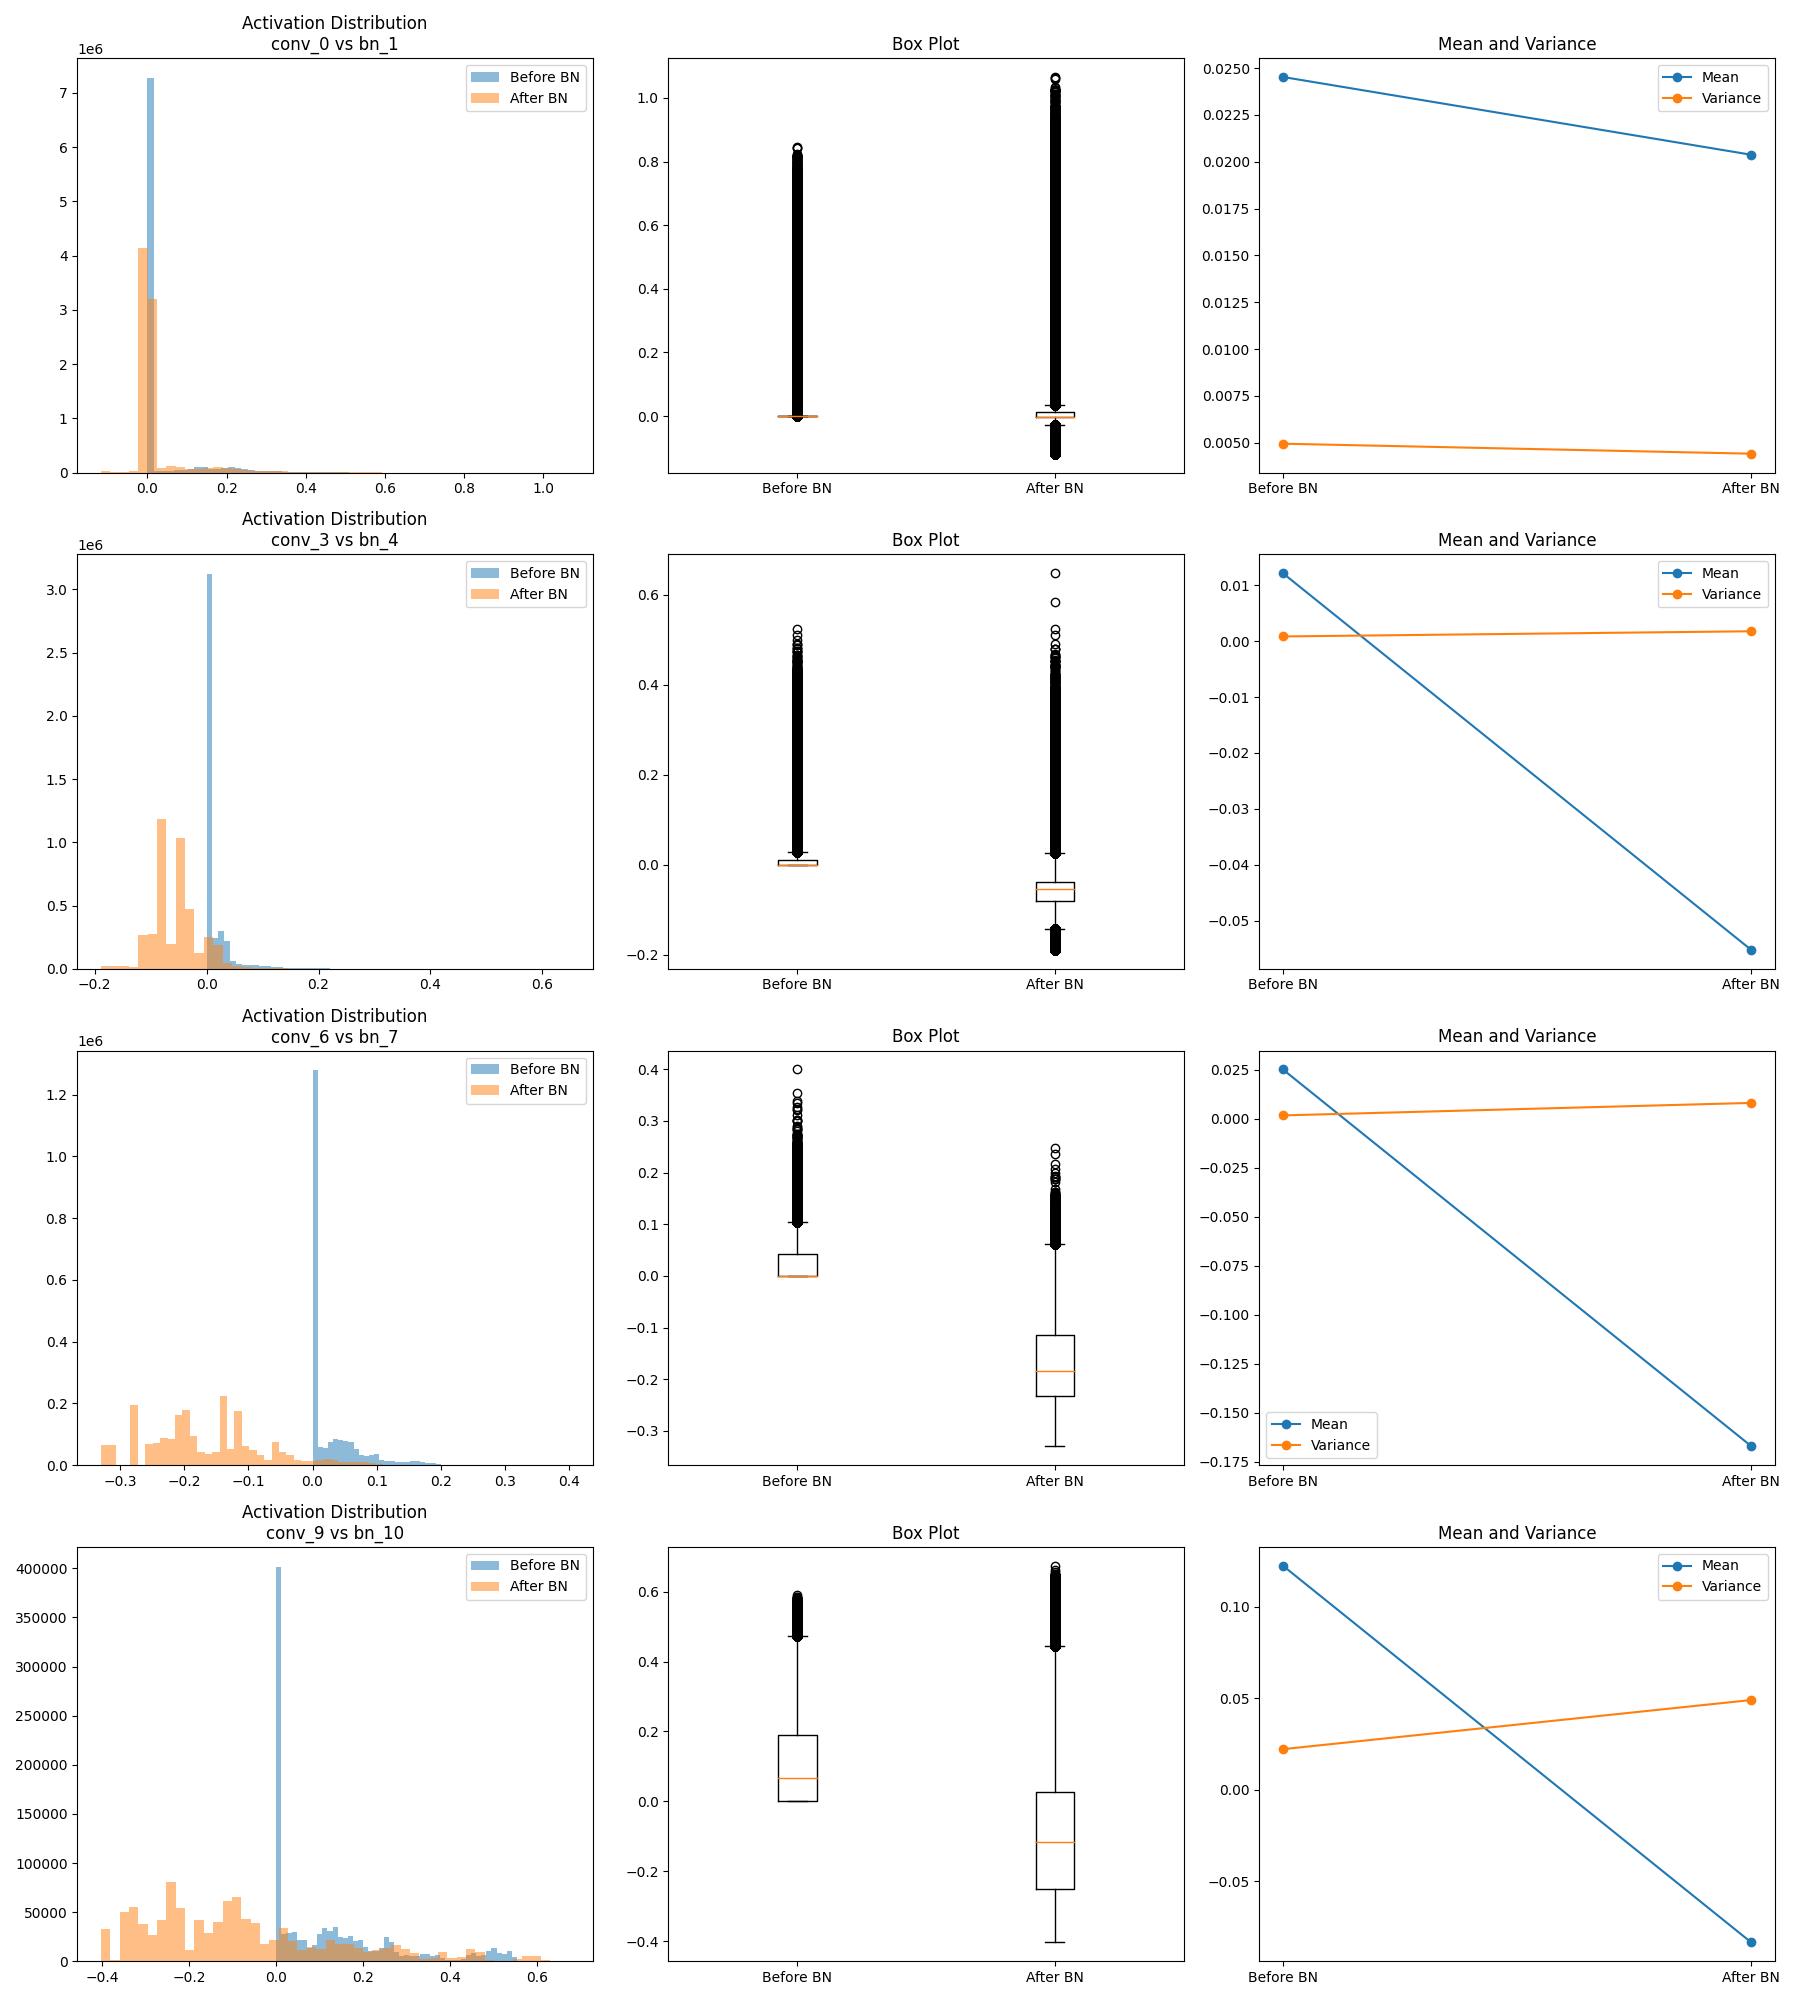 Activation Distribution
conv_0 vs bn_1
1e6
7
6
5
4
3
2
1
0
0.0 0.2 0.4 0.6 0.8 1.0
Before BN
After BN
Box Plot
1.0
0.8
0.6
0.4
0.2
0.0
Before BN After BN
Mean and Variance
0.0250
0.0225
0.0200
0.0175
0.0150
0.0125
0.0100
0.0075
0.0050
Before BN After BN
Mean
Variance
Activation Distribution
conv_3 vs bn_4
1e6
3.0
2.5
2.0
1.5
1.0
0.5
0.0
−0.2 0.0 0.2 0.4 0.6
Before BN
After BN
Box Plot
0.6
0.4
0.2
0.0
−0.2
Before BN After BN
Mean and Variance
0.01
0.00
−0.01
−0.02
−0.03
−0.04
−0.05
Before BN After BN
Mean
Variance
Activation Distribution
conv_6 vs bn_7
1e6
1.2
1.0
0.8
0.6
0.4
0.2
0.0
−0.3 −0.2 −0.1 0.0 0.1 0.2 0.3 0.4
Before BN
After BN
Box Plot
0.4
0.3
0.2
0.1
0.0
−0.1
−0.2
−0.3
Before BN After BN
Mean and Variance
0.025
0.000
−0.025
−0.050
−0.075
−0.100
−0.125
−0.150
−0.175
Before BN After BN
Mean
Variance
Activation Distribution
conv_9 vs bn_10
400000
350000
300000
250000
200000
150000
100000
50000
0
−0.4 −0.2 0.0 0.2 0.4 0.6
Before BN
After BN
Box Plot
0.6
0.4
0.2
0.0
−0.2
−0.4
Before BN After BN
Mean and Variance
0.10
0.05
0.00
−0.05
Before BN After BN
Mean
Variance